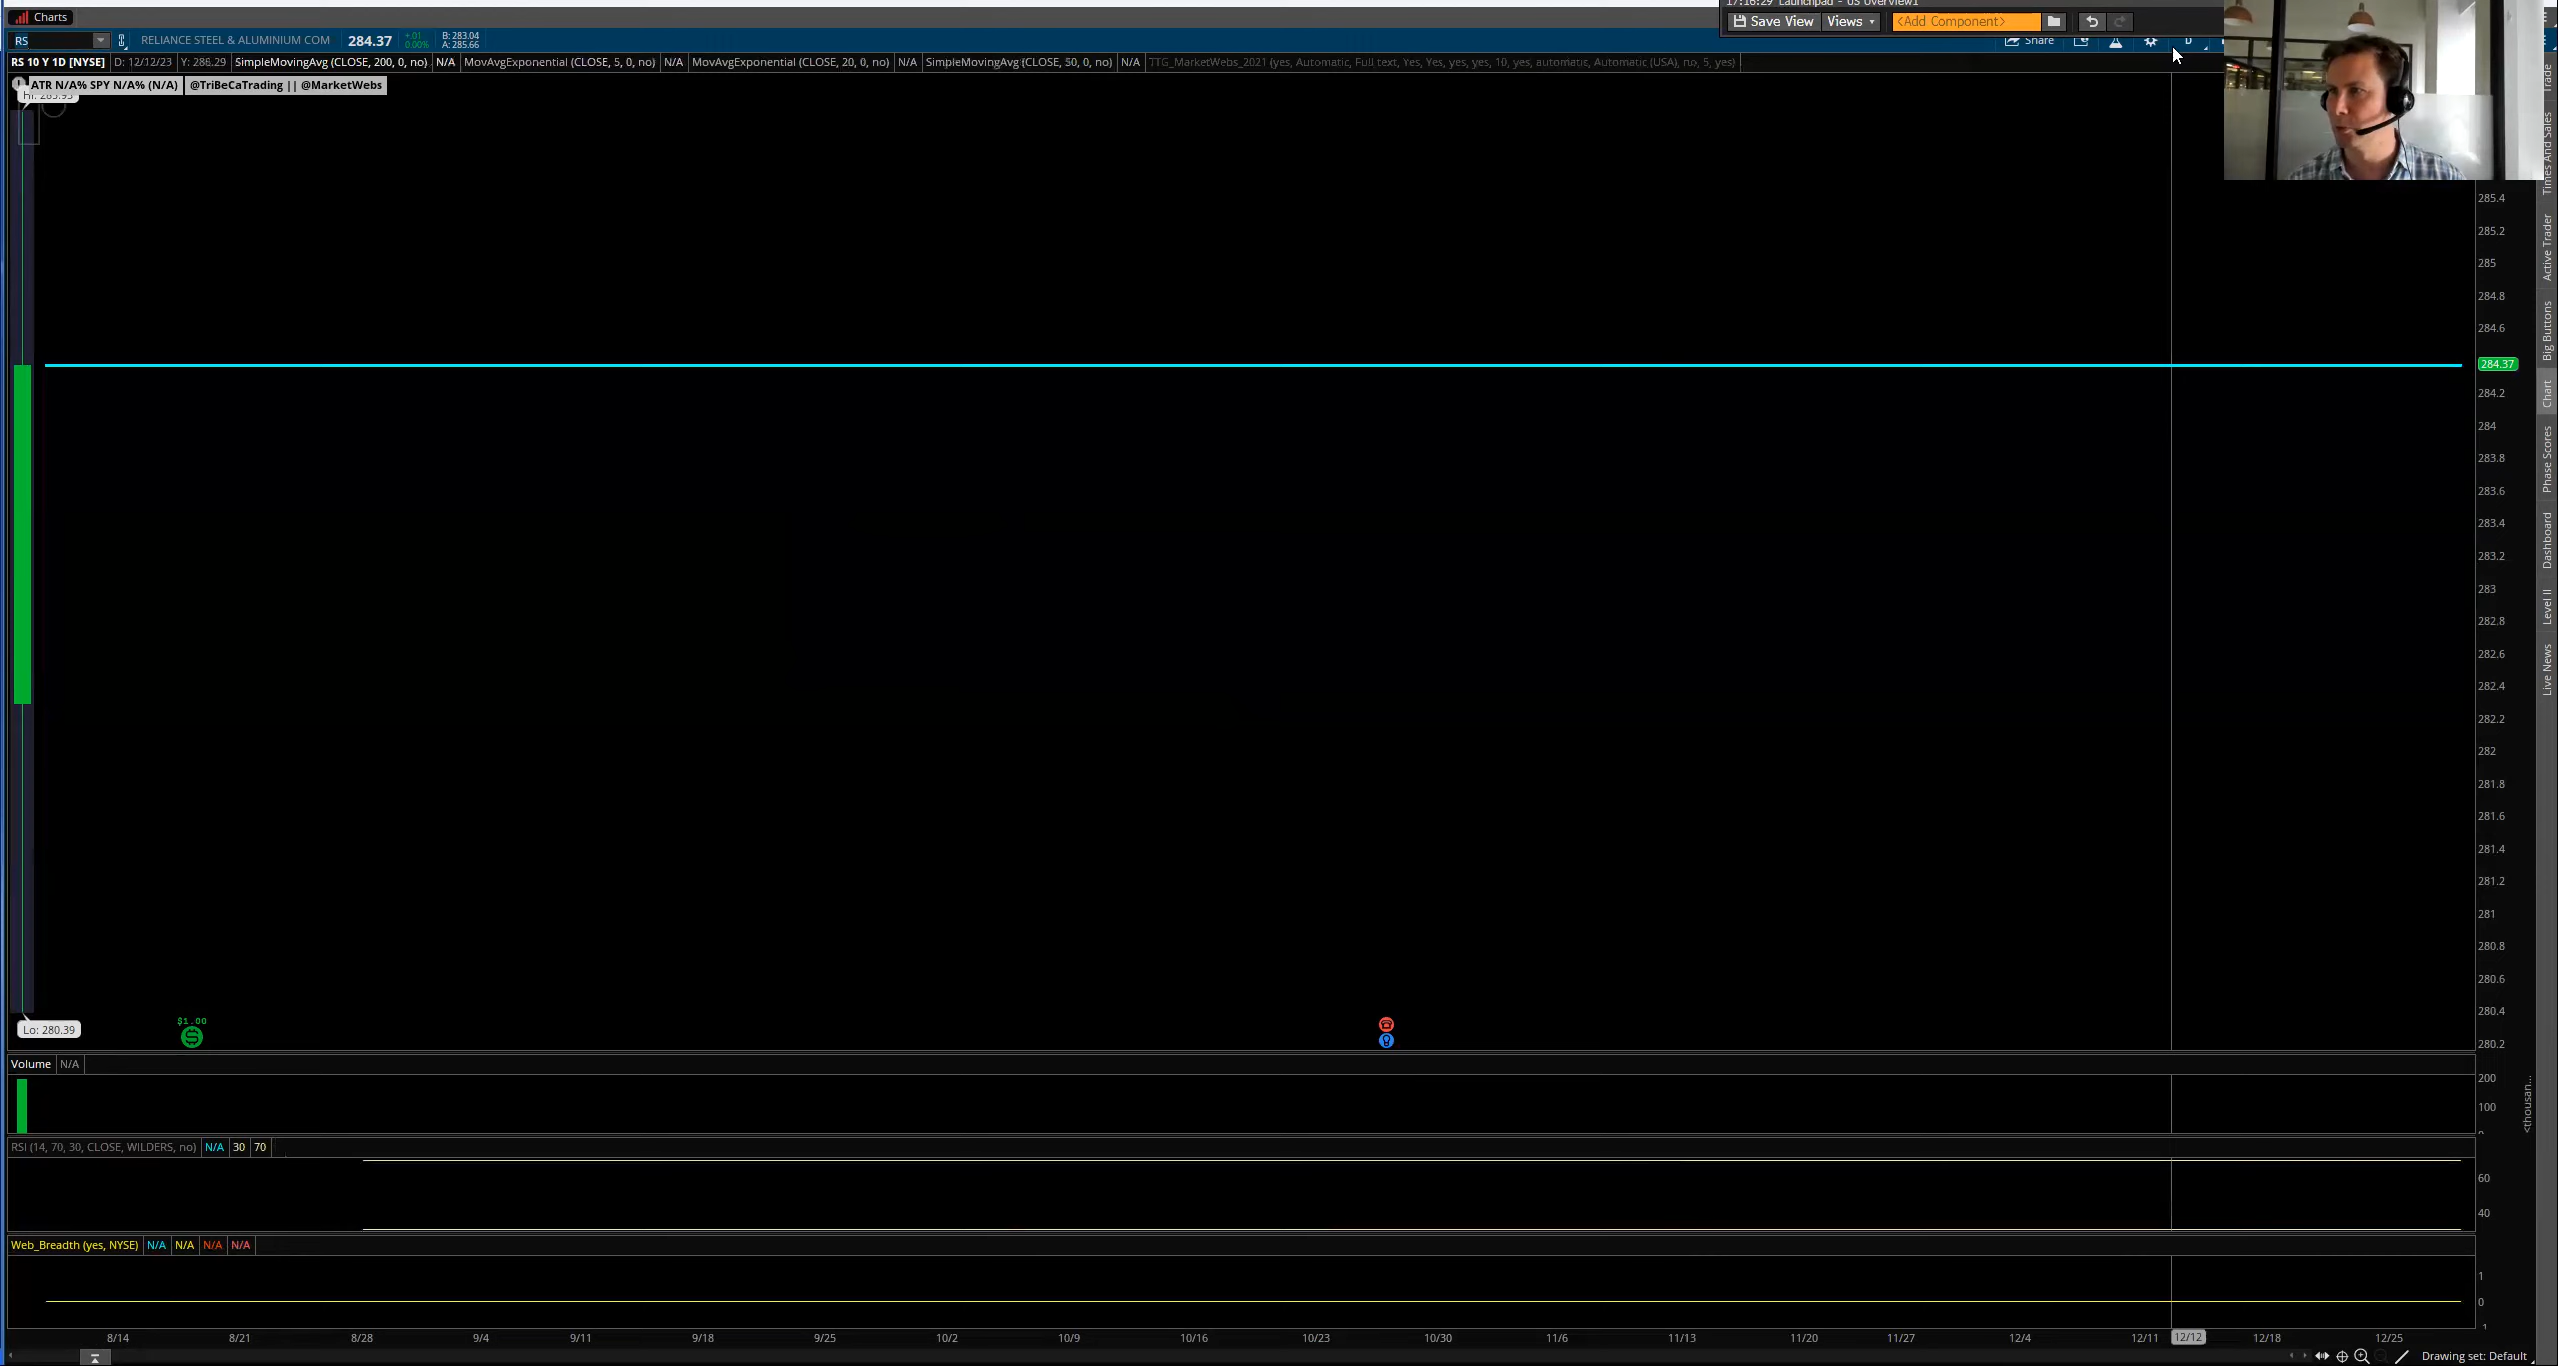 17:16:29 Launchpad - US Overview1
Charts
Save View Views <Add Component>
RS RELIANCE STEEL & ALUMINIUM COM 284.37 +.01 0.00% B: 283.04 A: 285.66 Share D
RS 10 Y 1D [NYSE] D: 12/12/23 Y: 286.29 SimpleMovingAvg (CLOSE, 200, 0, no) N/A MovAvgExponential (CLOSE, 5, 0, no) N/A MovAvgExponential (CLOSE, 20, 0, no) N/A SimpleMovingAvg (CLOSE, 50, 0, no) N/A TTG_MarketWebs_2021 (yes, Automatic, Full text, Yes, Yes, yes, yes, 10, yes, automatic, Automatic (USA), no, 5, yes)
ATR N/A% SPY N/A% (N/A) @TriBeCaTrading || @MarketWebs
285.4
285.2
285
284.8
284.6
284.37
284.2
284
283.8
283.6
283.4
283.2
283
282.8
282.6
282.4
282.2
282
281.8
281.6
281.4
281.2
281
280.8
280.6
280.4
280.2
$1.00
Lo: 280.39
Volume N/A
200
100
<thousan...
RSI (14, 70, 30, CLOSE, WILDERS, no) N/A 30 70
60
40
Web_Breadth (yes, NYSE) N/A N/A N/A N/A
1
0
8/14 8/21 8/28 9/4 9/11 9/18 9/25 10/2 10/9 10/16 10/23 10/30 11/6 11/13 11/20 11/27 12/4 12/11 12/12 12/18 12/25
Drawing set: Default
Trade
Times And Sales
Active Trader
Big Buttons
Chart
Phase Scores
Dashboard
Level II
Live News